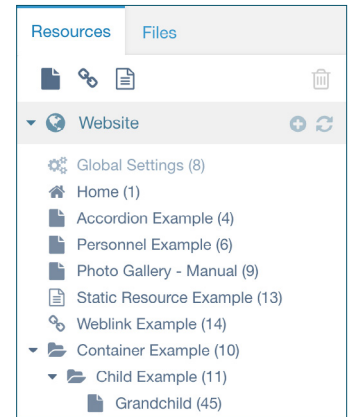 Resources Files
Website
Global Settings (8)
Home (1)
Accordion Example (4)
Personnel Example (6)
Photo Gallery - Manual (9)
Static Resource Example (13)
Weblink Example (14)
Container Example (10)
Child Example (11)
Grandchild (45)